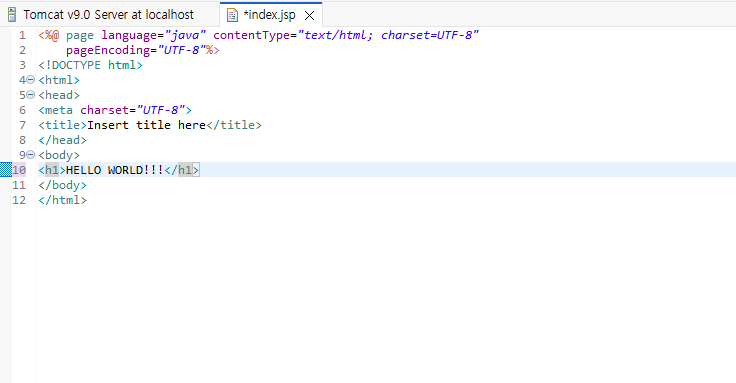 Tomcat v9.0 Server at localhost
*index.jsp
1 <%@ page language="java" contentType="text/html; charset=UTF-8"
2     pageEncoding="UTF-8"%>
3 <!DOCTYPE html>
4 <html>
5 <head>
6 <meta charset="UTF-8">
7 <title>Insert title here</title>
8 </head>
9 <body>
10 <h1>HELLO WORLD!!!</h1>
11 </body>
12 </html>